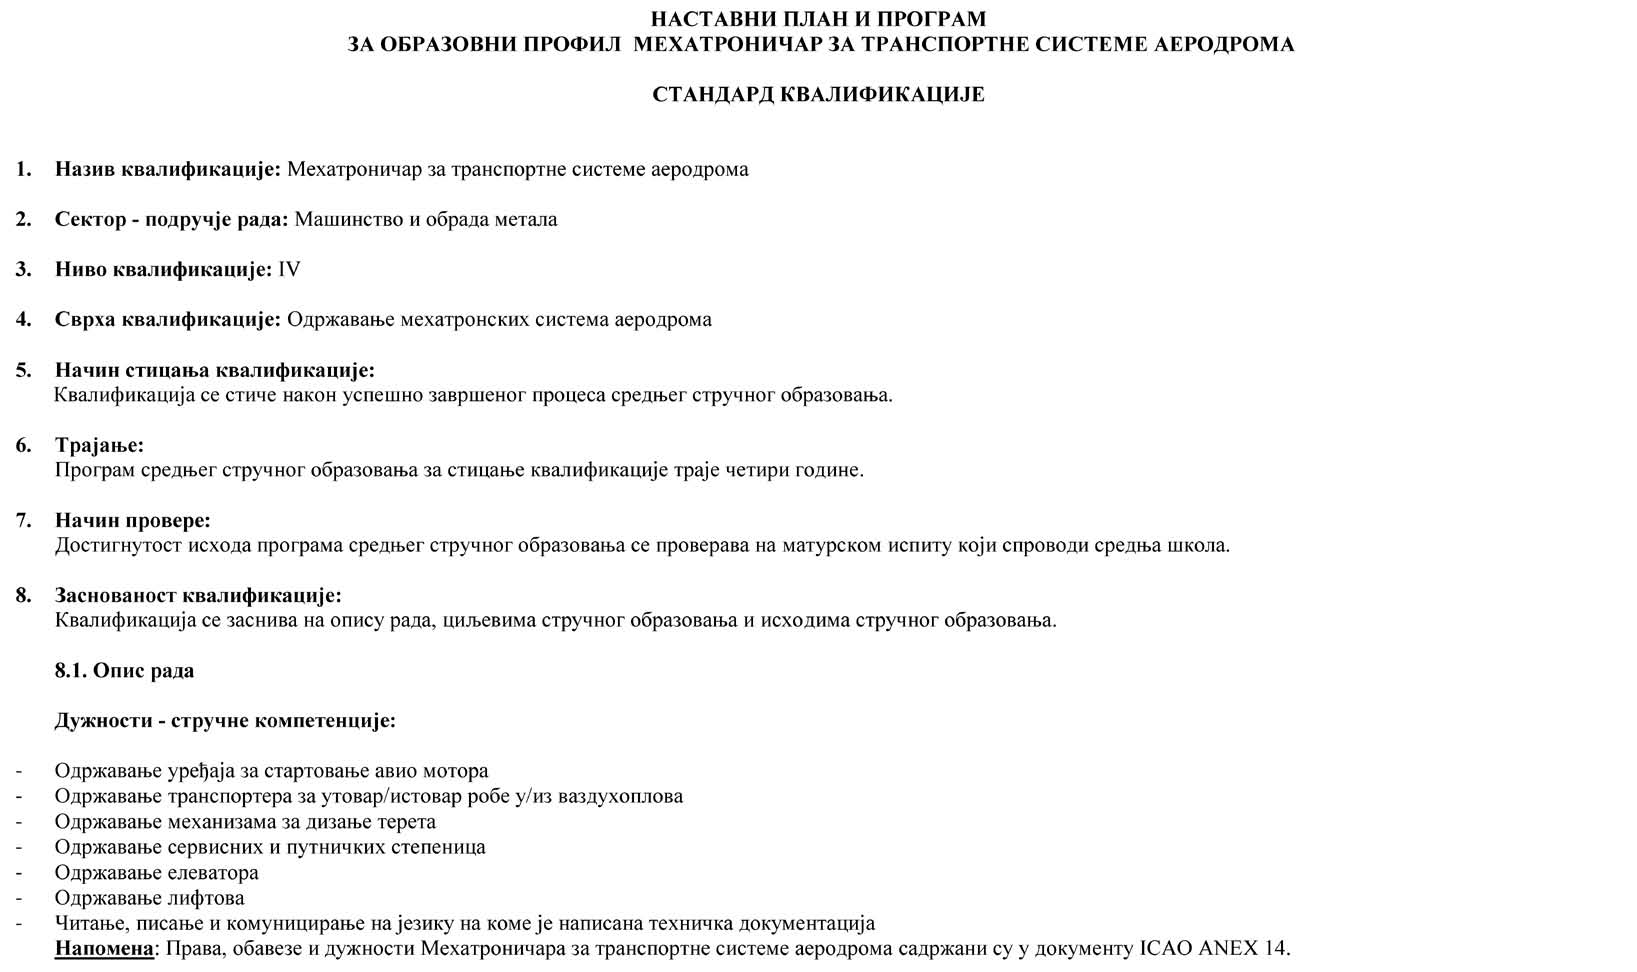 НАСТАВНИ ПЛАН И ПРОГРАМ
ЗА ОБРАЗОВНИ ПРОФИЛ МЕХАТРОНИЧАР ЗА ТРАНСПОРТНЕ СИСТЕМЕ АЕРОДРОМА
СТАНДАРД КВАЛИФИКАЦИЈЕ
1. Назив квалификације: Мехатроничар за транспортне системе аеродрома
2. Сектор - подручје рада: Машинство и обрада метала
3. Ниво квалификације: IV
4. Сврха квалификације: Одржавање мехатронских система аеродрома
5. Начин стицања квалификације:
Квалификација се стиче након успешно завршеног процеса средњег стручног образовања.
6. Трајање:
Програм средњег стручног образовања за стицање квалификације траје четири године.
7. Начин провере:
Достигнутост исхода програма средњег стручног образовања се проверава на матурском испиту који спроводи средња школа.
8. Заснованост квалификације:
Квалификација се заснива на опису рада, циљевима стручног образовања и исходима стручног образовања.
8.1. Опис рада
Дужности - стручне компетенције:
- Одржавање уређаја за стартовање авио мотора
- Одржавање транспортера за утовар/истовар робе у/из ваздухоплова
- Одржавање механизама за дизање терета
- Одржавање сервисних и путничких степеница
- Одржавање елеватора
- Одржавање лифтова
- Читање, писање и комуницирање на језику на коме је написана техничка документација
Напомена: Права, обавезе и дужности Мехатроничара за транспортне системе аеродрома садржани су у документу ICAO ANEX 14.